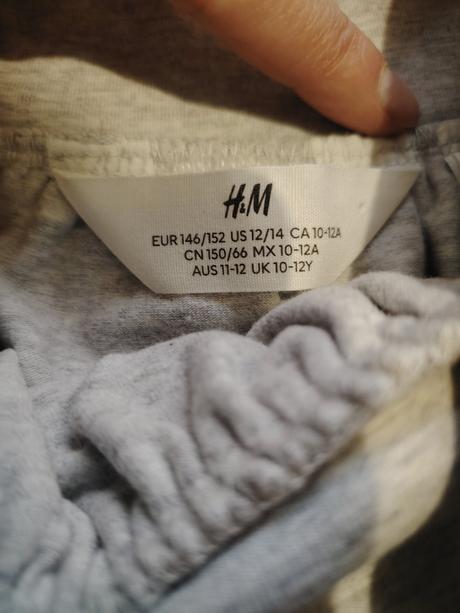 H&M
EUR 146/152 US 12/14 CA 10-12A
CN 150/66 MX 10-12A
AUS 11-12 UK 10-12Y